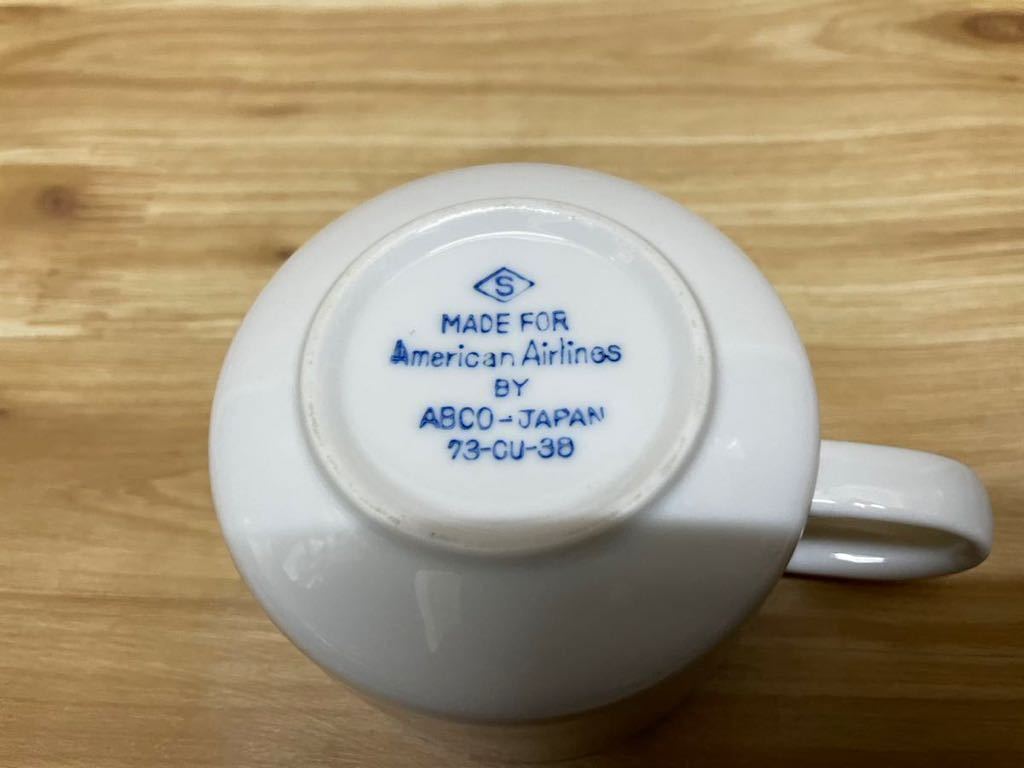 S
MADE FOR
American Airlines
BY
ABCO-JAPAN
73-CU-38